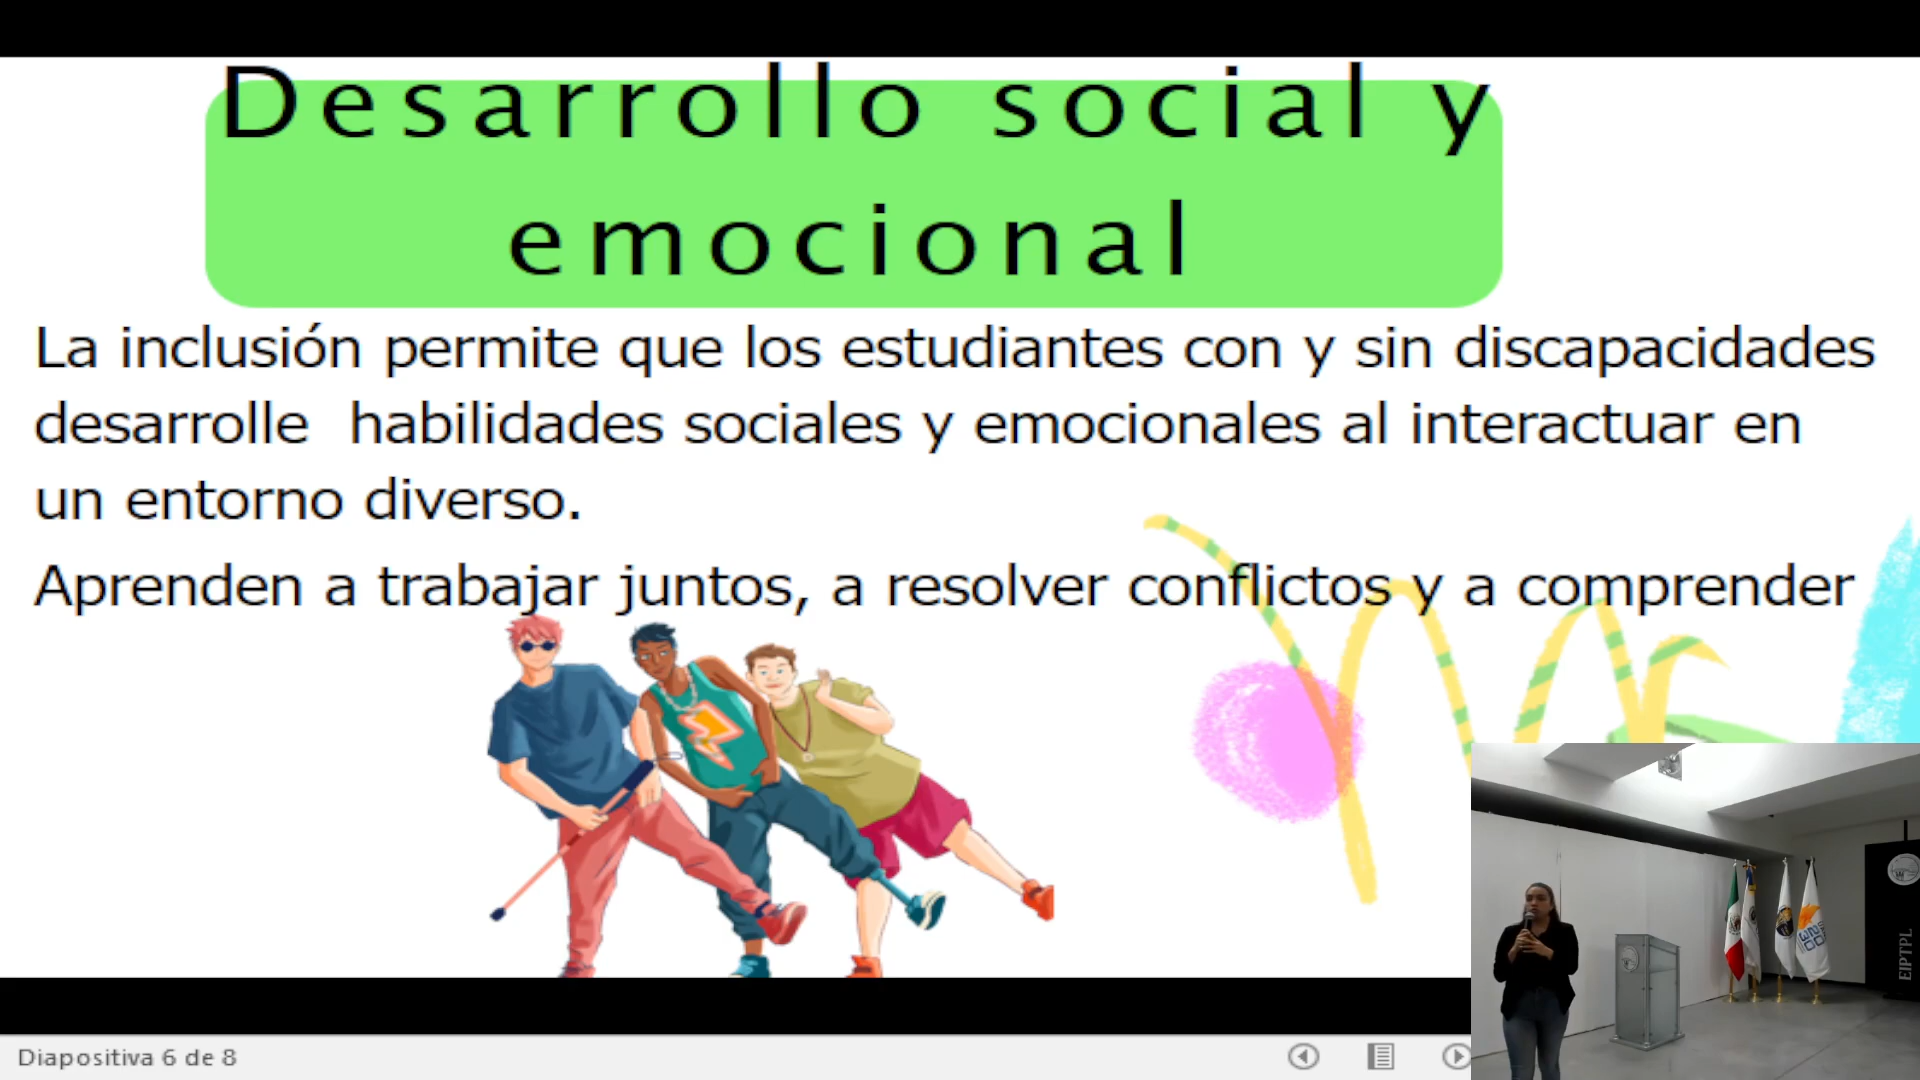 Desarrollo social y
emocional
La inclusión permite que los estudiantes con y sin discapacidades
desarrolle  habilidades sociales y emocionales al interactuar en
un entorno diverso.
Aprenden a trabajar juntos, a resolver conflictos y a comprender
EIPTPL
Diapositiva 6 de 8